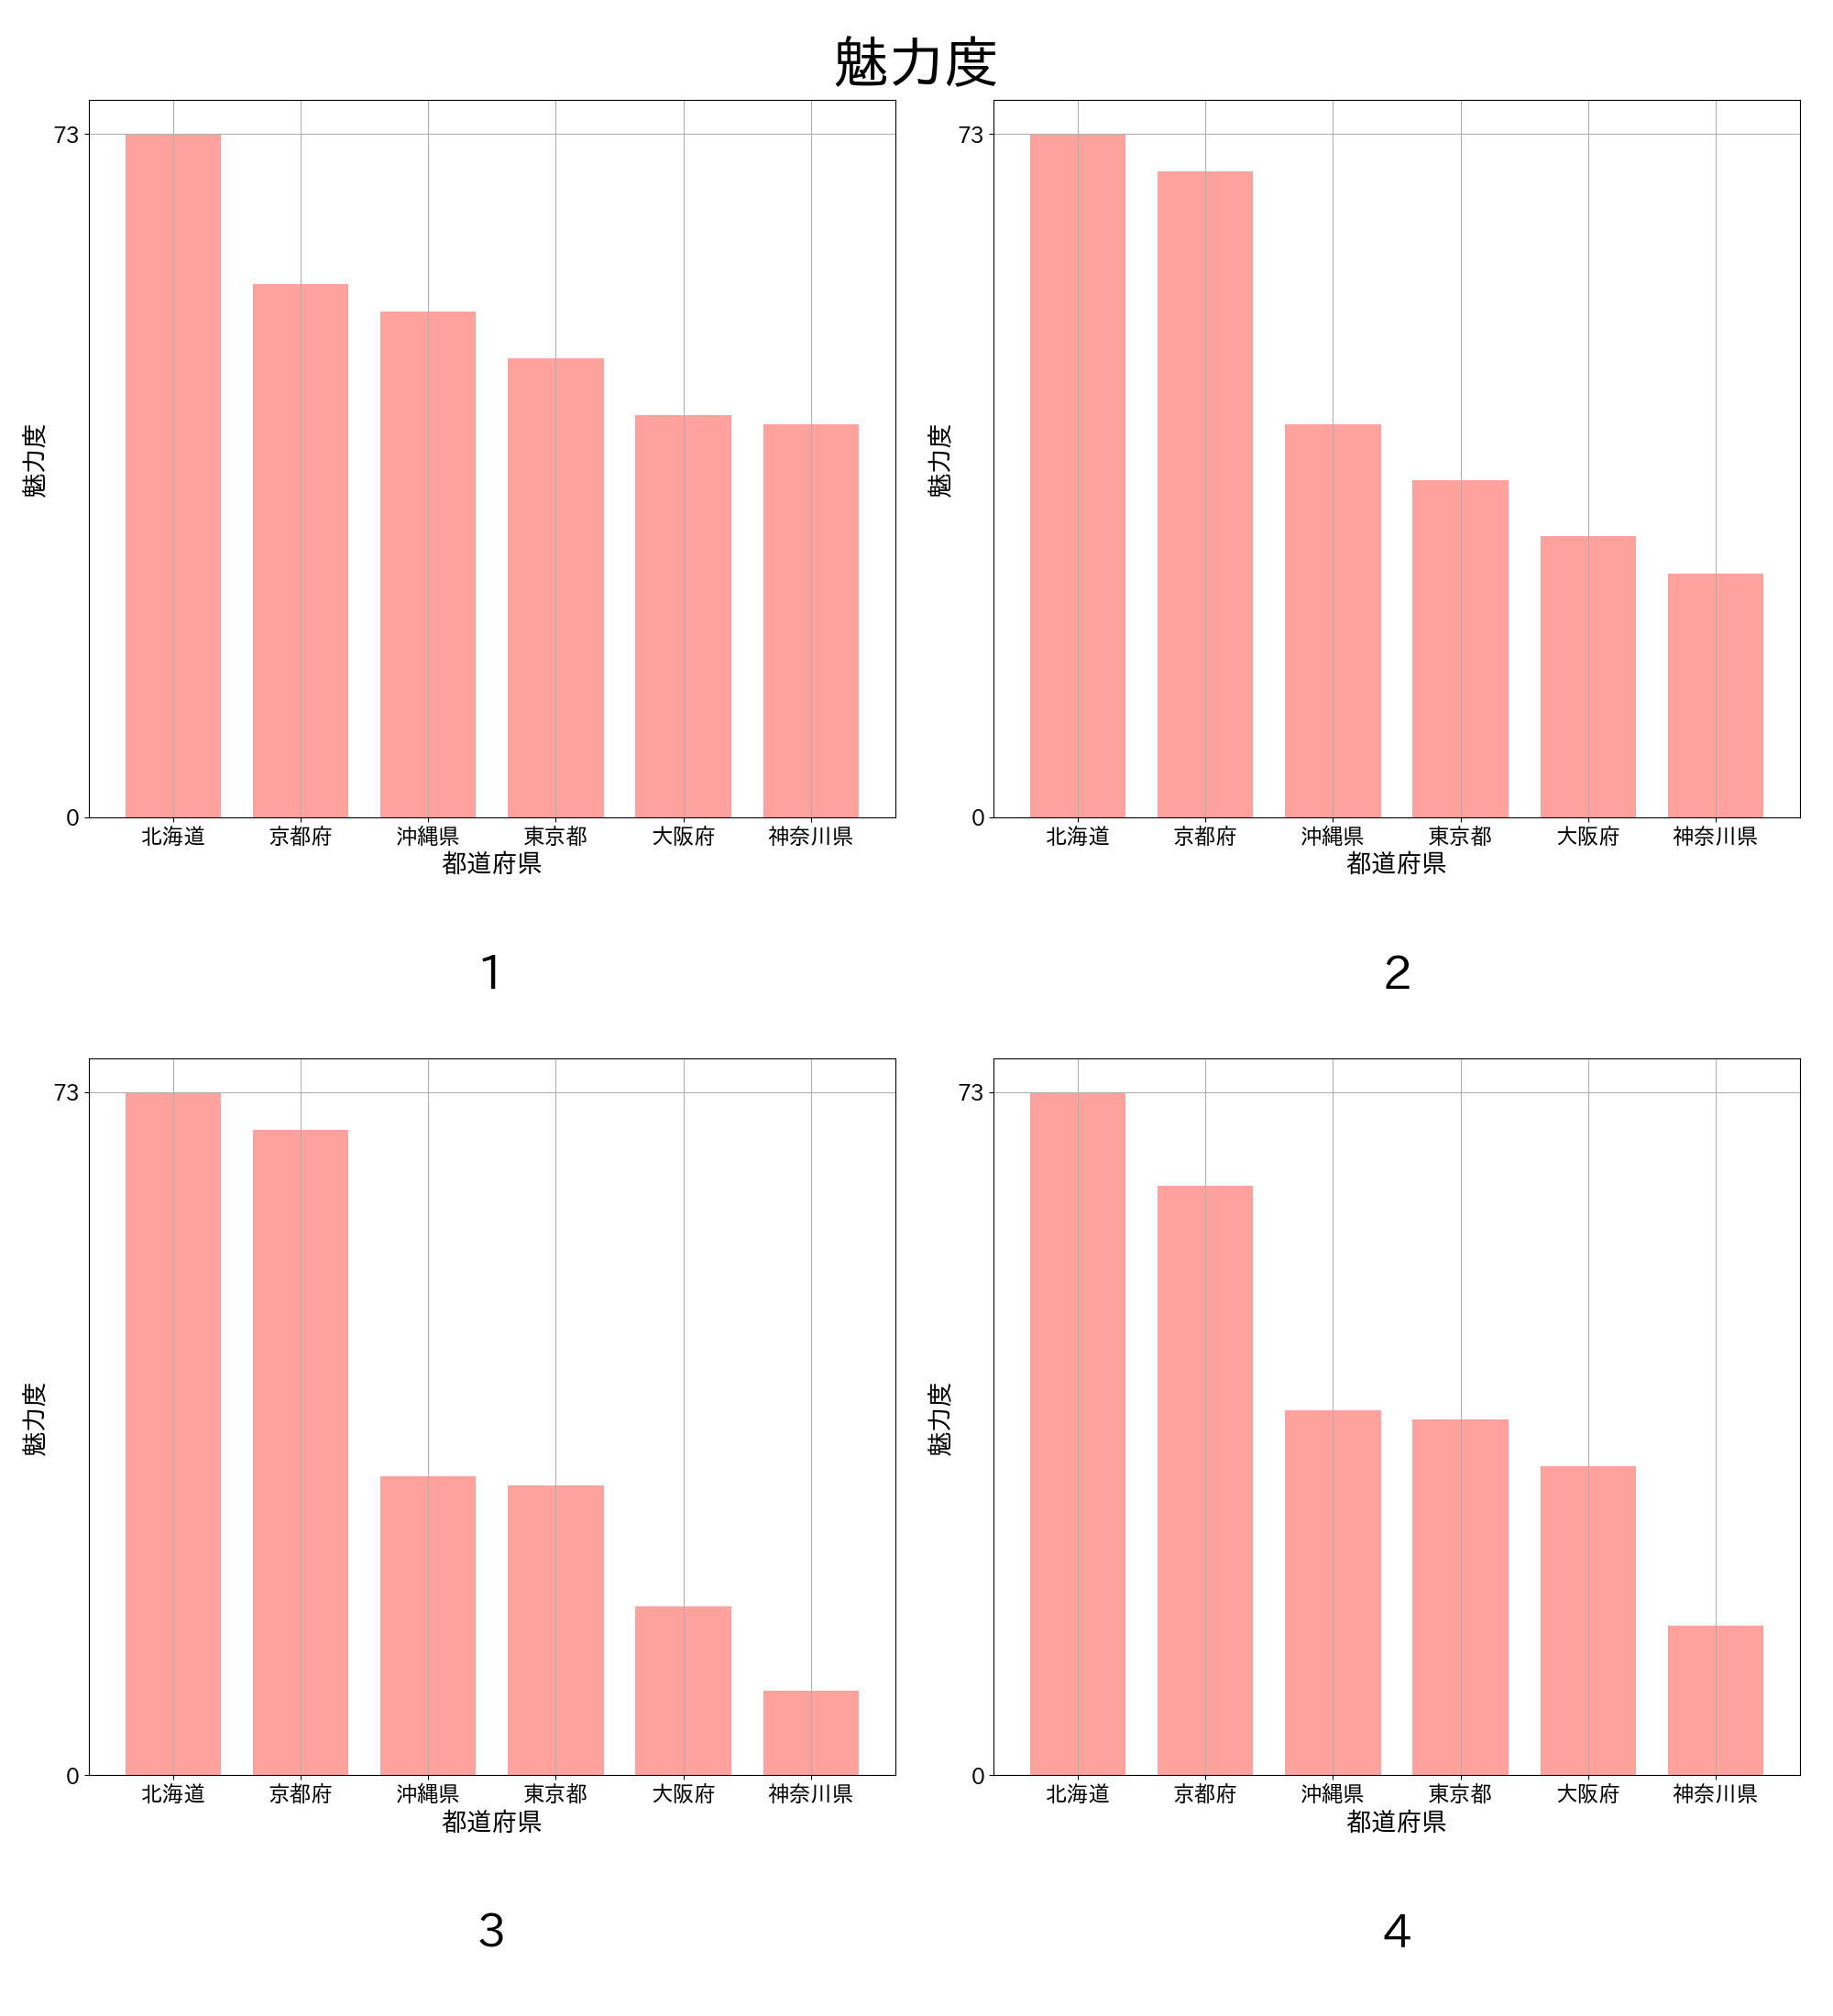 魅力度
73
0
魅力度
北海道 京都府 沖縄県 東京都 大阪府 神奈川県
都道府県
1
73
0
魅力度
北海道 京都府 沖縄県 東京都 大阪府 神奈川県
都道府県
2
73
0
魅力度
北海道 京都府 沖縄県 東京都 大阪府 神奈川県
都道府県
3
73
0
魅力度
北海道 京都府 沖縄県 東京都 大阪府 神奈川県
都道府県
4